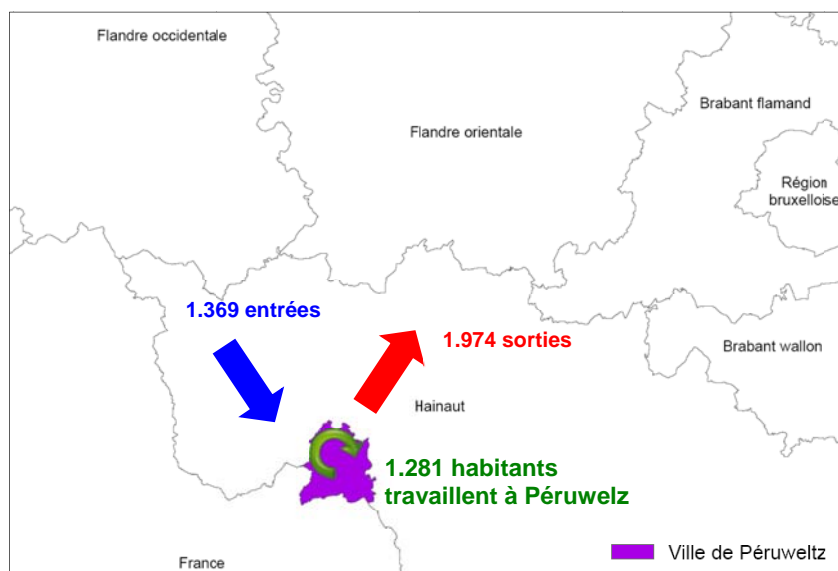 Flandre occidentale
Brabant flamand
Flandre orientale
Région
bruxelloise
1.369 entrées
1.974 sorties
Brabant wallon
Hainaut
1.281 habitants
travaillent à Péruwelz
Ville de Péruweltz
France